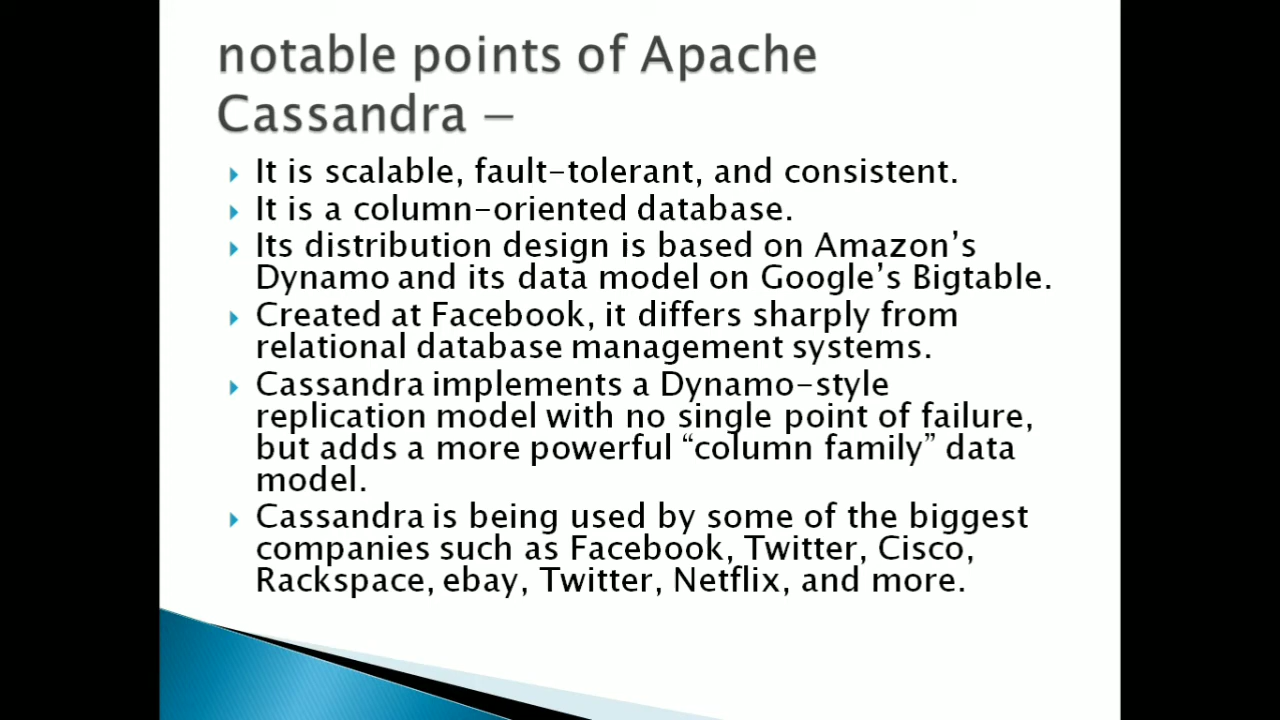 notable points of Apache
Cassandra –
It is scalable, fault-tolerant, and consistent.
It is a column-oriented database.
Its distribution design is based on Amazon's
Dynamo and its data model on Google's Bigtable.
Created at Facebook, it differs sharply from
relational database management systems.
Cassandra implements a Dynamo-style
replication model with no single point of failure,
but adds a more powerful “column family” data
model.
Cassandra is being used by some of the biggest
companies such as Facebook, Twitter, Cisco,
Rackspace, ebay, Twitter, Netflix, and more.